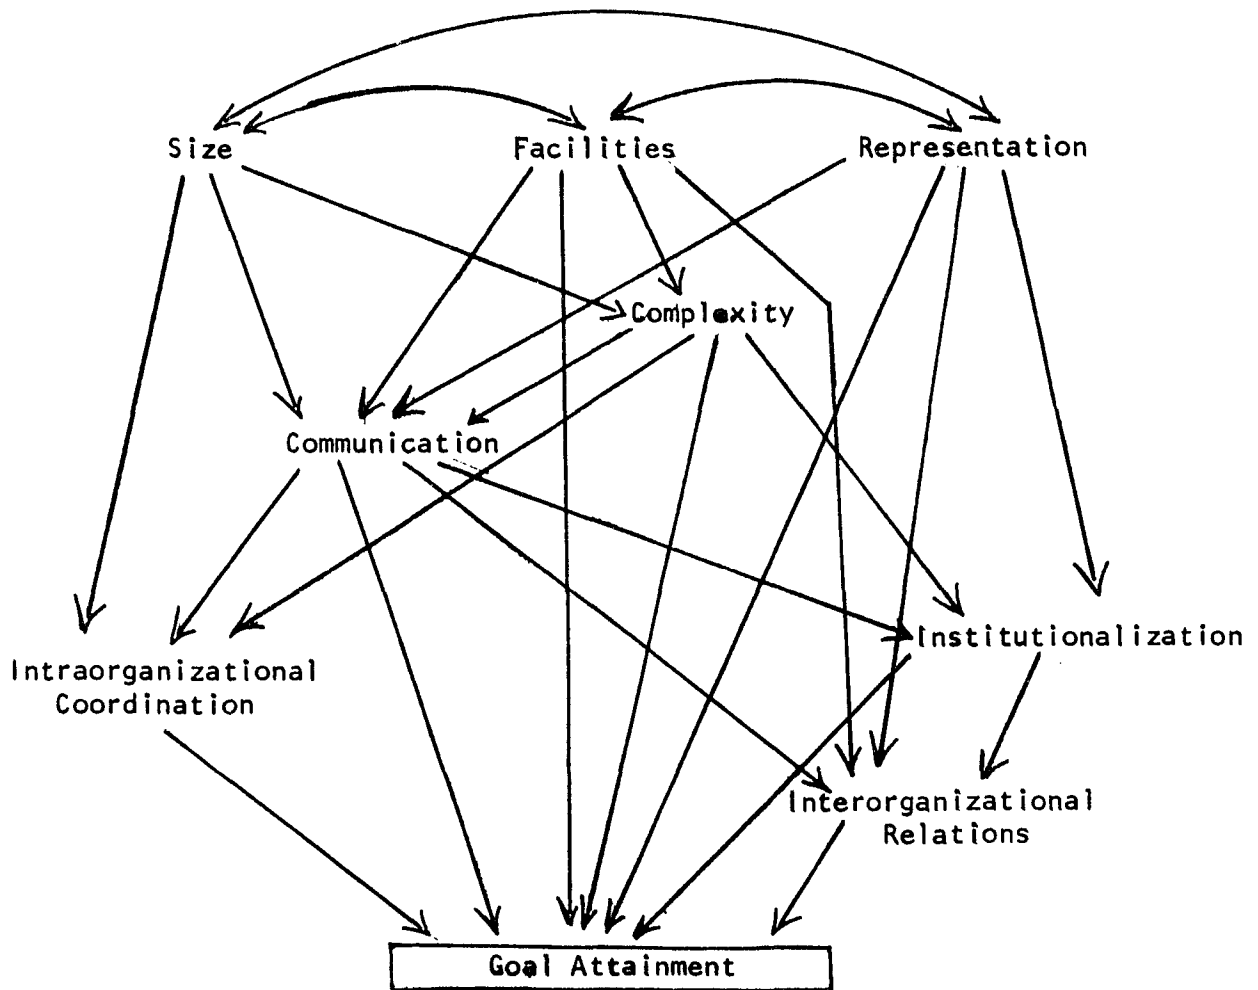 Size
Facilities
Representation
Complexity
Communication
Institutionalization
Intraorganizational
Coordination
Interorganizational
Relations
Goal Attainment